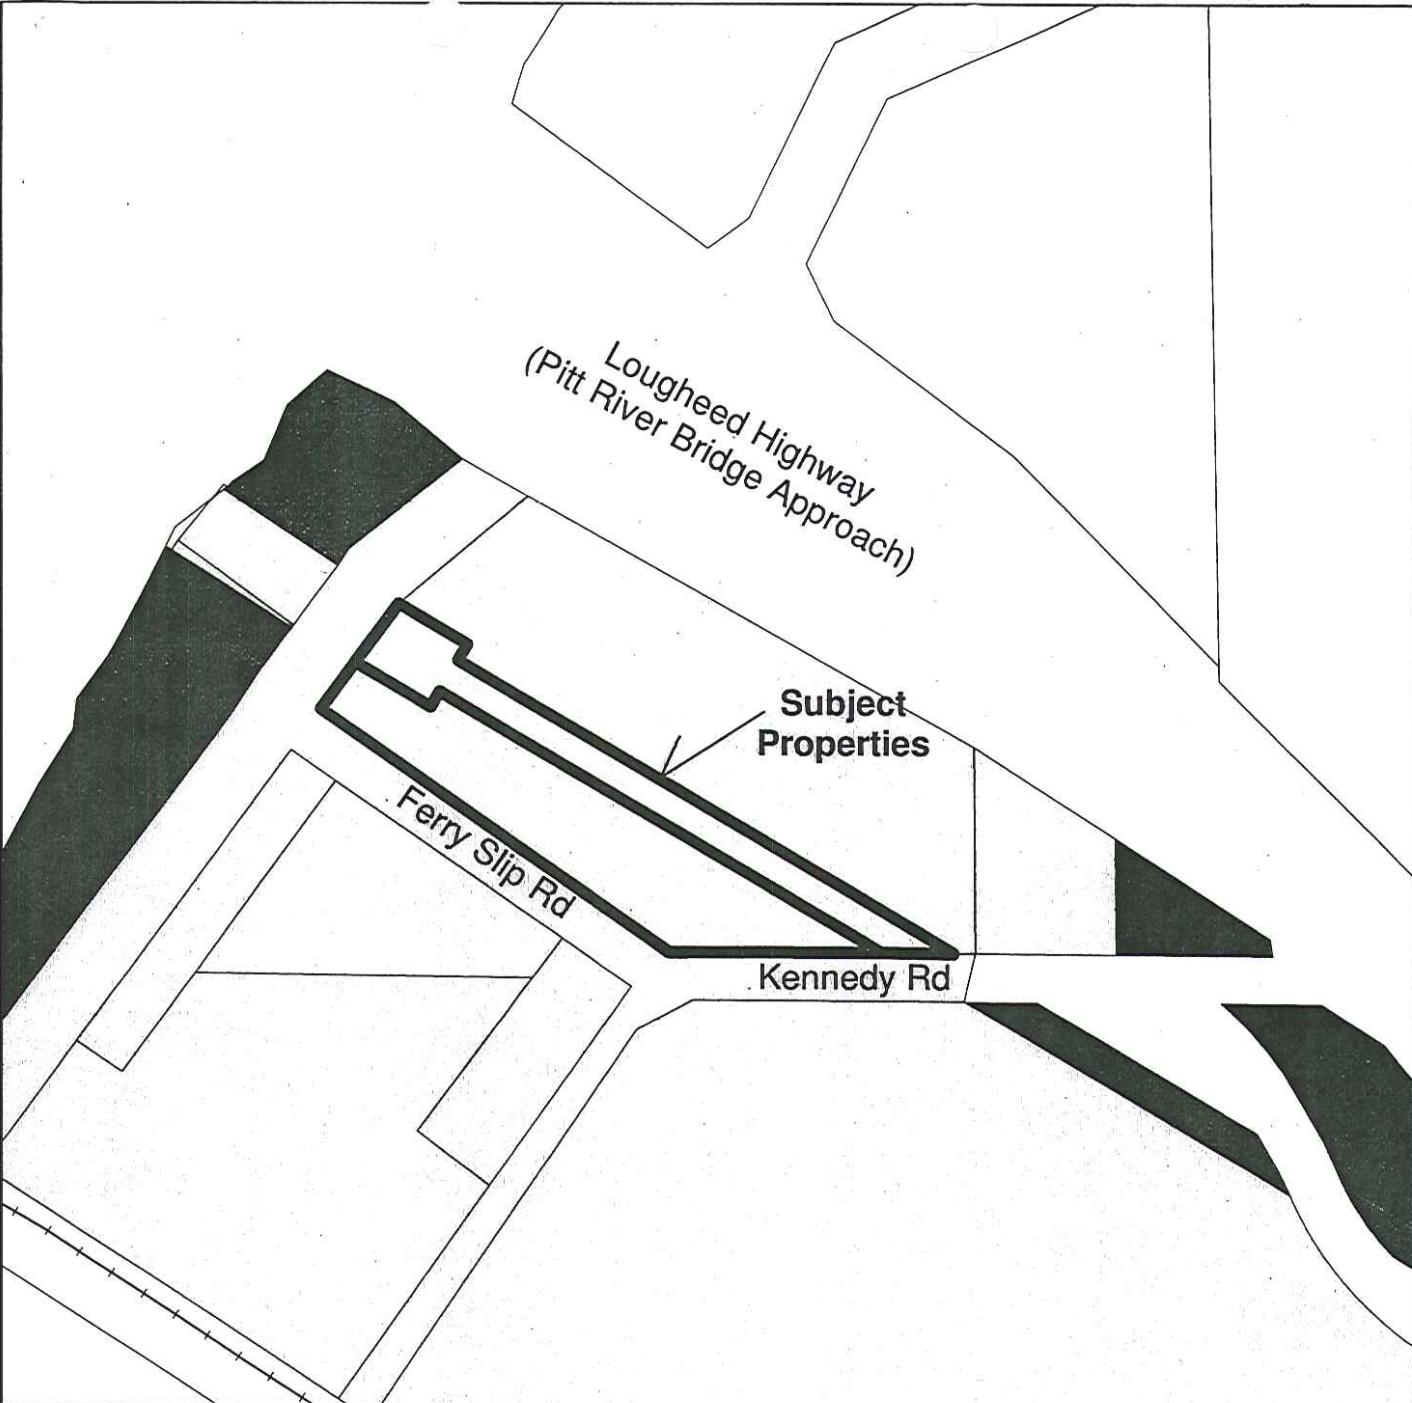 Lougheed Highway
(Pitt River Bridge Approach)
Subject
Properties
Ferry Slip Rd
Kennedy Rd